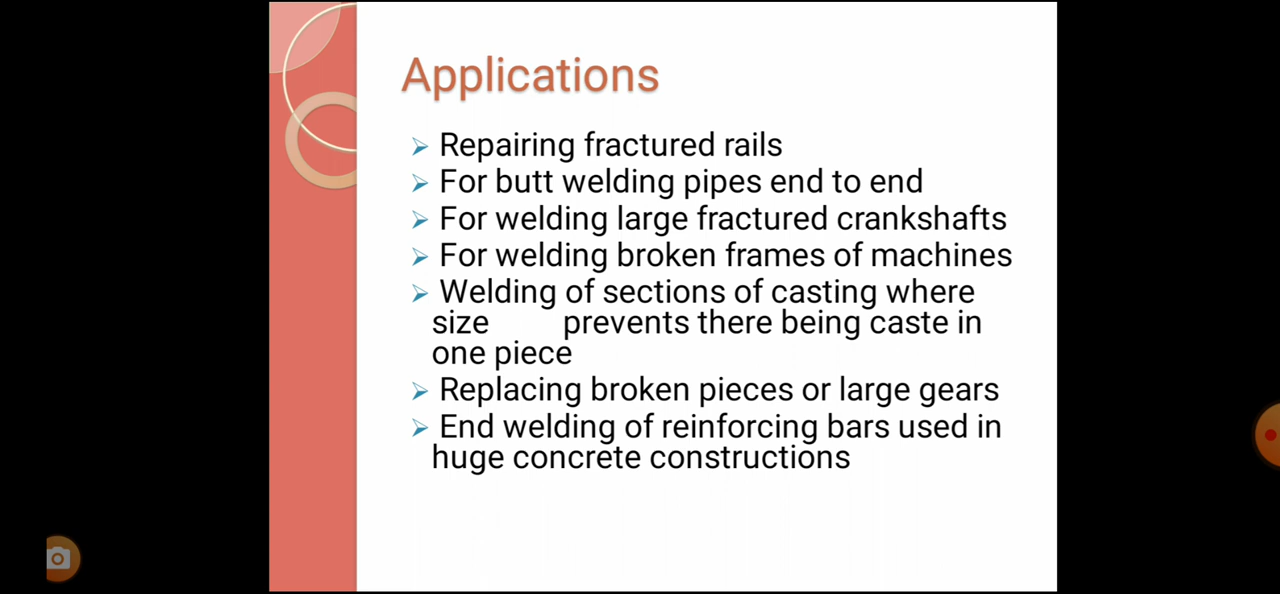 Applications
Repairing fractured rails
For butt welding pipes end to end
For welding large fractured crankshafts
For welding broken frames of machines
Welding of sections of casting where
size prevents there being caste in
one piece
Replacing broken pieces or large gears
End welding of reinforcing bars used in
huge concrete constructions